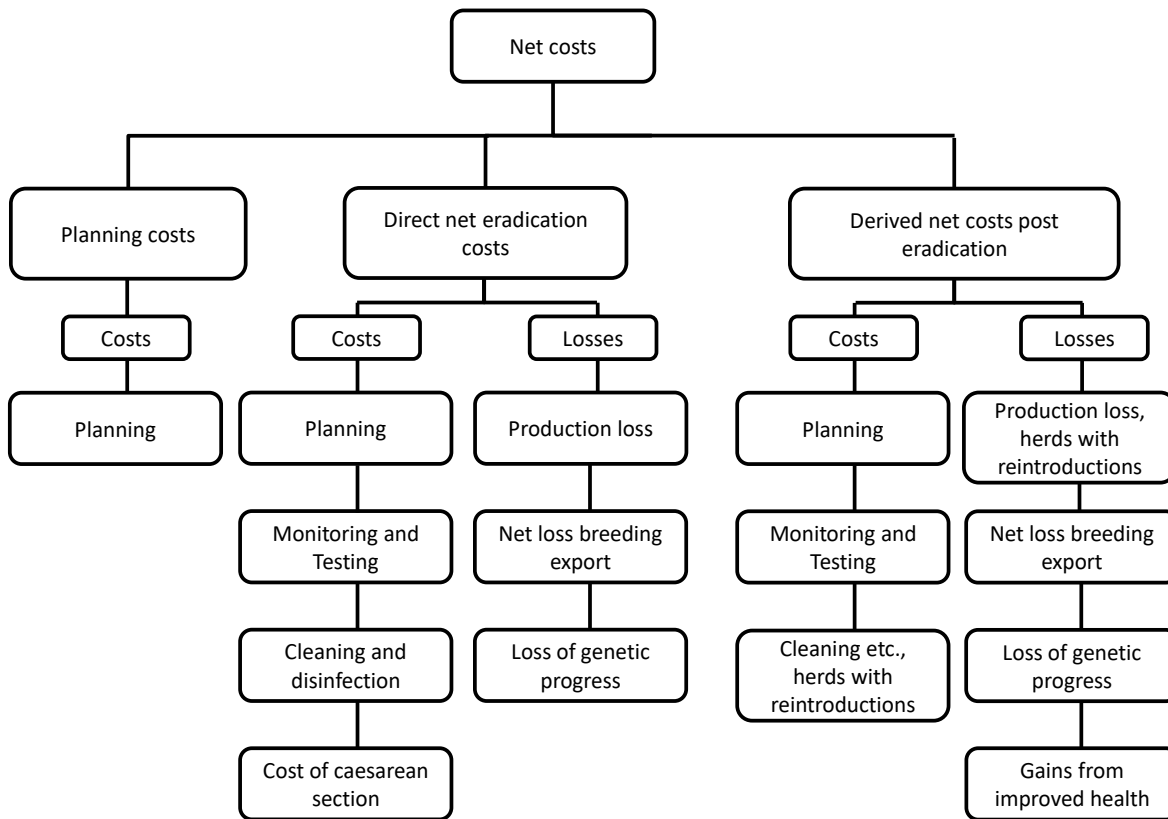 Net costs
Planning costs
Direct net eradication
costs
Derived net costs post
eradication
Costs
Costs
Losses
Costs
Losses
Planning
Planning
Production loss
Planning
Production loss,
herds with
reintroductions
Monitoring and
Testing
Net loss breeding
export
Monitoring and
Testing
Net loss breeding
export
Cleaning and
disinfection
Loss of genetic
progress
Cleaning etc.,
herds with
reintroductions
Loss of genetic
progress
Cost of caesarean
section
Gains from
improved health